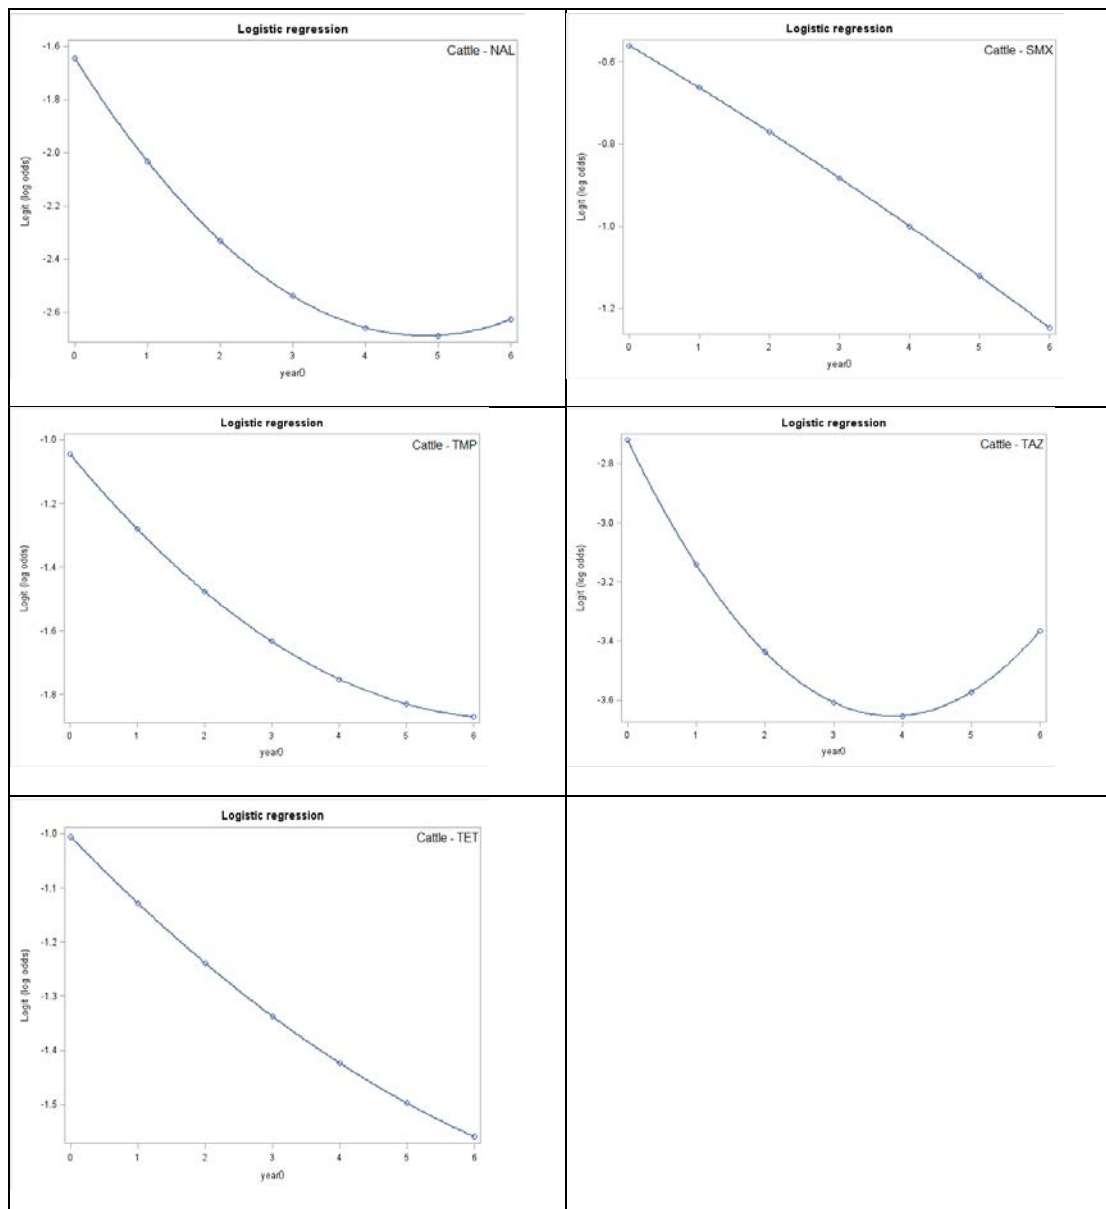 Logistic regression
Cattle - NAL
-1.6
-1.8
-2.0
-2.2
-2.4
-2.6
Logit (log odds)
0 1 2 3 4 5 6
year0
Logistic regression
Cattle - SMX
-0.6
-0.8
-1.0
-1.2
Logit (log odds)
0 1 2 3 4 5 6
year0
Logistic regression
Cattle - TMP
-1.0
-1.2
-1.4
-1.6
-1.8
Logit (log odds)
0 1 2 3 4 5 6
year0
Logistic regression
Cattle - TAZ
-2.8
-3.0
-3.2
-3.4
-3.6
Logit (log odds)
0 1 2 3 4 5 6
year0
Logistic regression
Cattle - TET
-1.0
-1.1
-1.2
-1.3
-1.4
-1.5
Logit (log odds)
0 1 2 3 4 5 6
year0